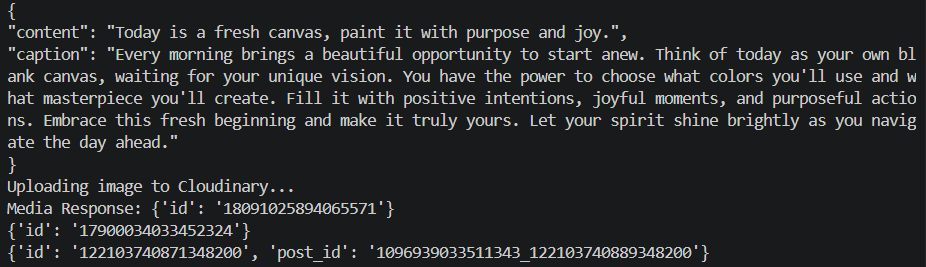 {
"content": "Today is a fresh canvas, paint it with purpose and joy.",
"caption": "Every morning brings a beautiful opportunity to start anew. Think of today as your own bl
ank canvas, waiting for your unique vision. You have the power to choose what colors you'll use and w
hat masterpiece you'll create. Fill it with positive intentions, joyful moments, and purposeful actio
ns. Embrace this fresh beginning and make it truly yours. Let your spirit shine brightly as you navig
ate the day ahead."
}
Uploading image to Cloudinary...
Media Response: {'id': '18091025894065571'}
{'id': '17900034033452324'}
{'id': '122103740871348200', 'post_id': '1096939033511343_122103740889348200'}